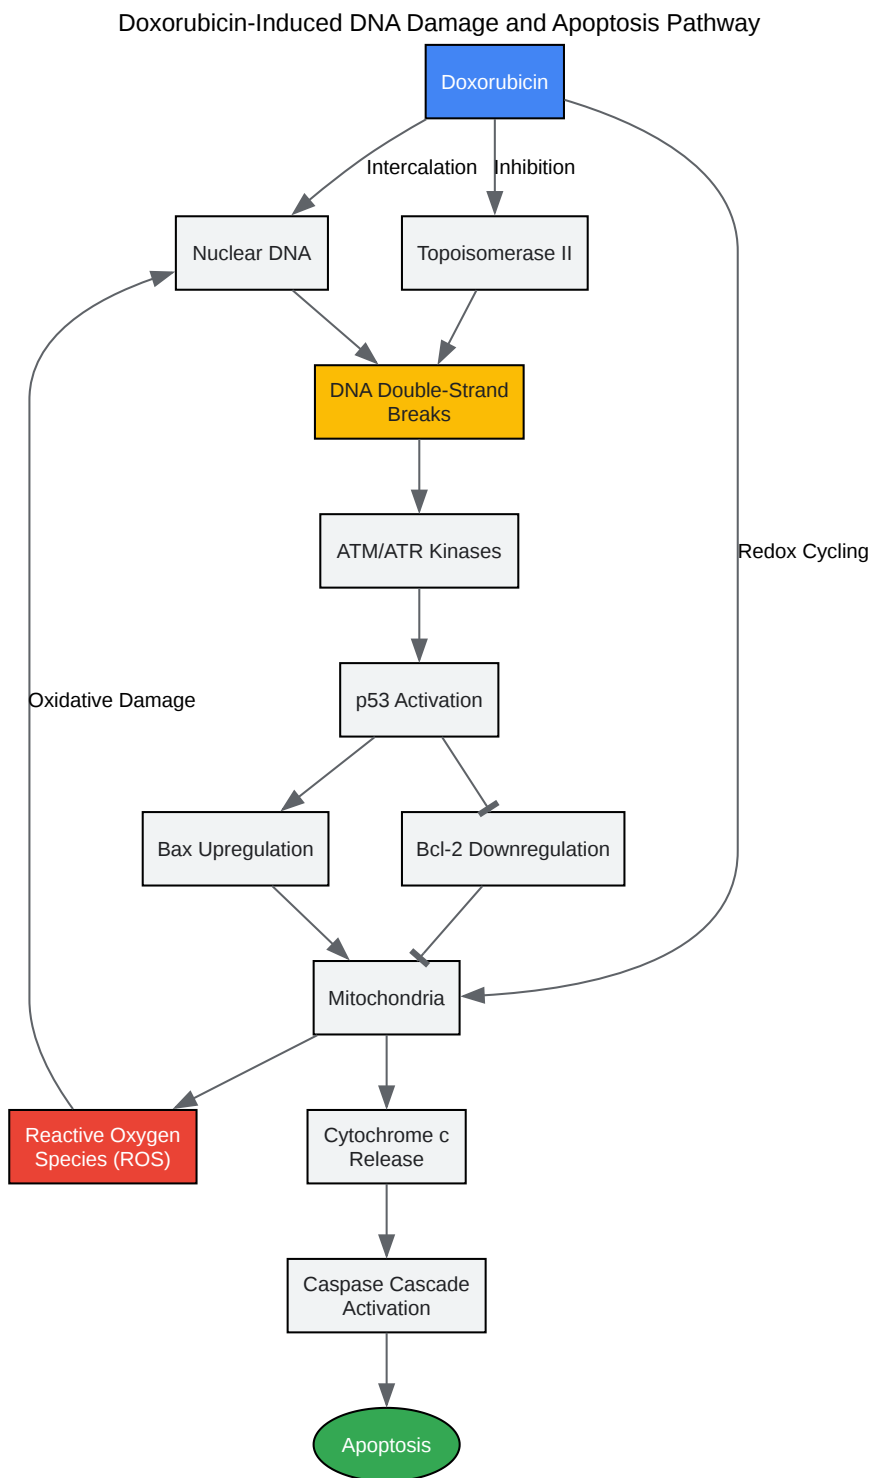 Doxorubicin-Induced DNA Damage and Apoptosis Pathway
Doxorubicin
Intercalation
Inhibition
Nuclear DNA
Topoisomerase II
DNA Double-Strand
Breaks
ATM/ATR Kinases
Redox Cycling
p53 Activation
Oxidative Damage
Bax Upregulation
Bcl-2 Downregulation
Mitochondria
Reactive Oxygen
Species (ROS)
Cytochrome c
Release
Caspase Cascade
Activation
Apoptosis